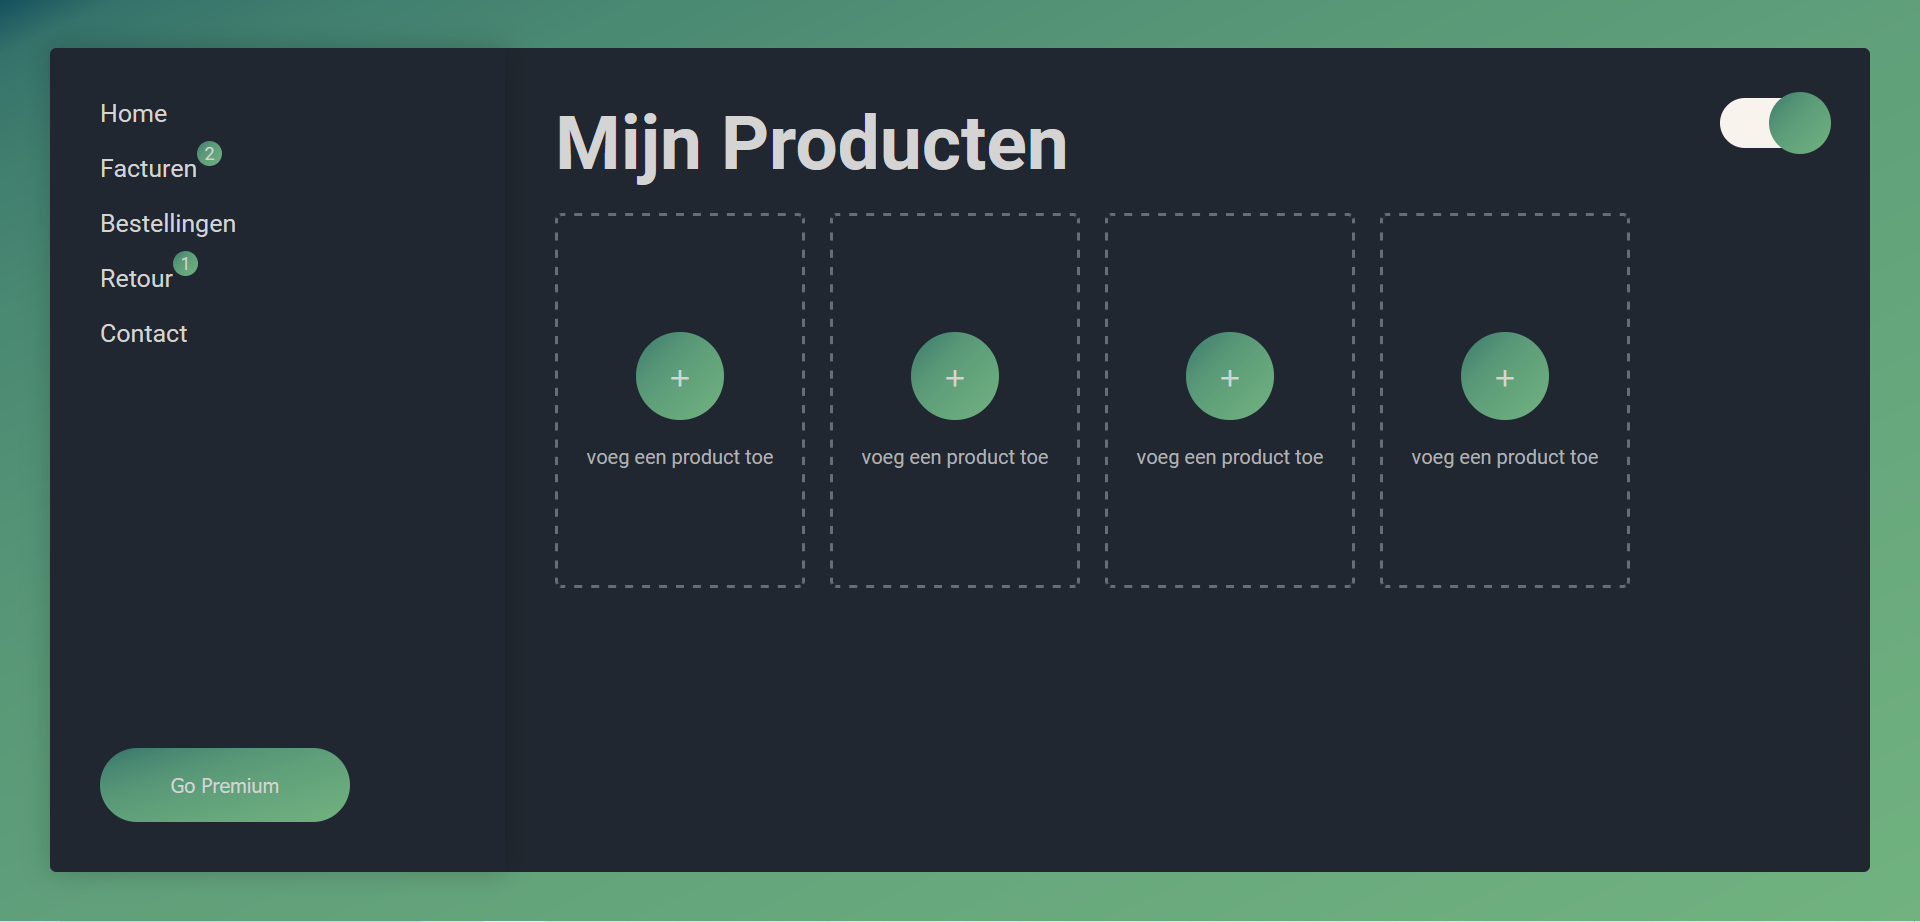 Home
Facturen 2
Bestellingen
Retour 1
Contact
Go Premium
Mijn Producten
+ + + +
voeg een product toe voeg een product toe voeg een product toe voeg een product toe